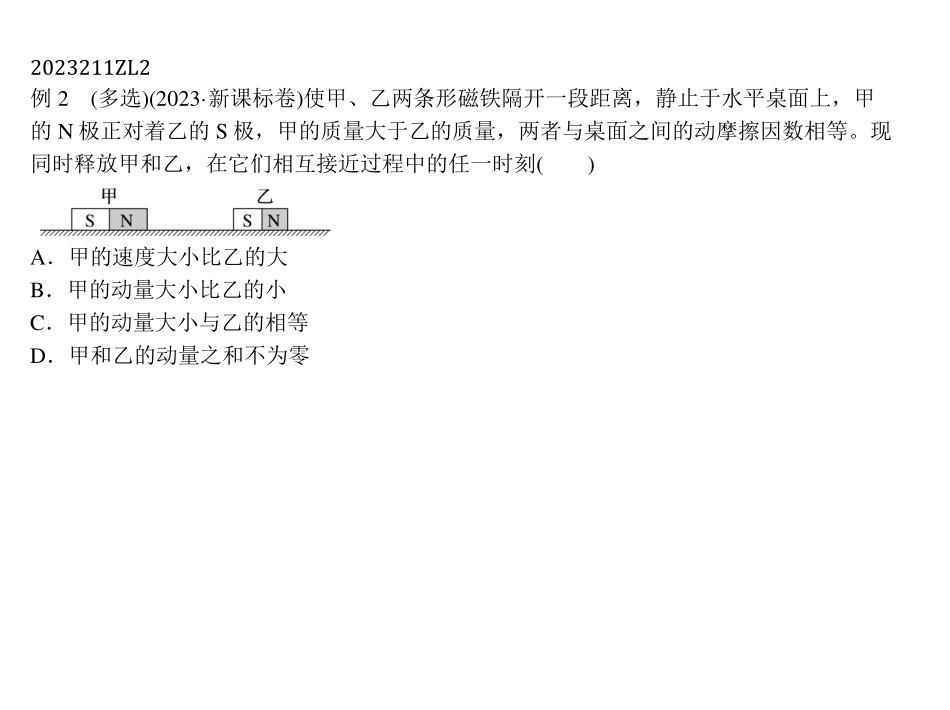 2023211ZL2
例 2　(多选)(2023·新课标卷)使甲、乙两条形磁铁隔开一段距离，静止于水平桌面上，甲
的 N 极正对着乙的 S 极，甲的质量大于乙的质量，两者与桌面之间的动摩擦因数相等。现
同时释放甲和乙，在它们相互接近过程中的任一时刻(　　)
甲　乙
S N　S N
A．甲的速度大小比乙的大
B．甲的动量大小比乙的小
C．甲的动量大小与乙的相等
D．甲和乙的动量之和不为零